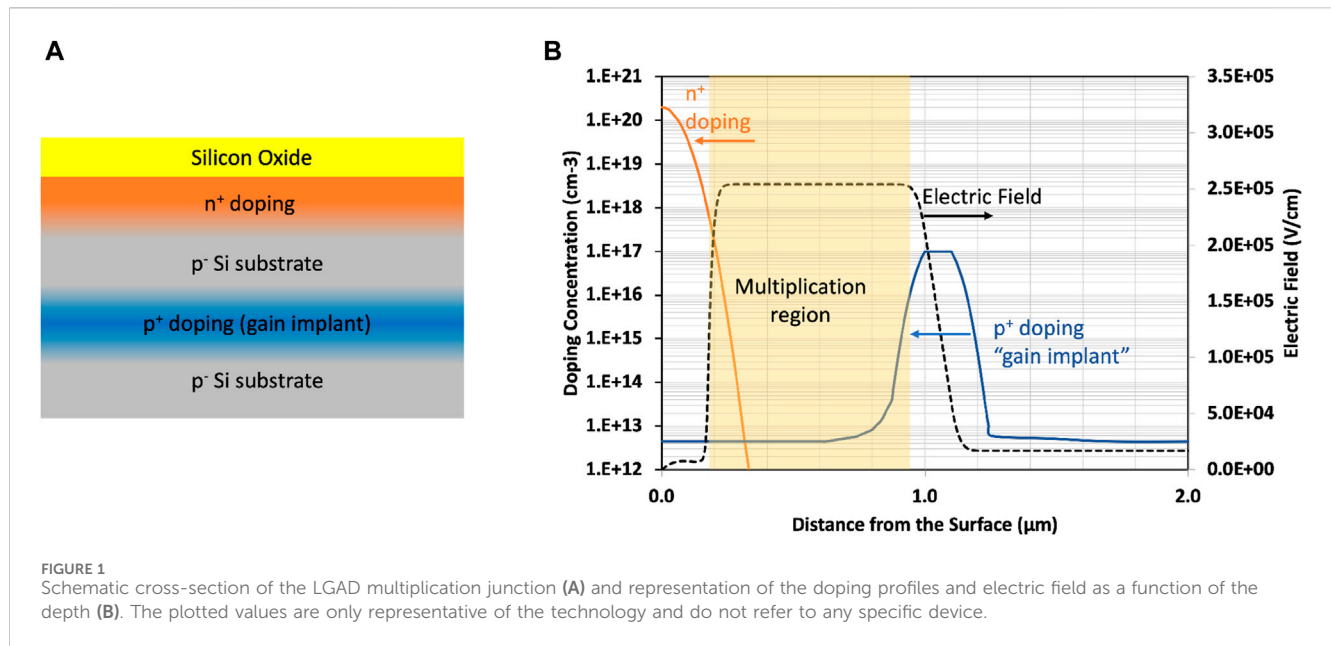 A
Silicon Oxide
n+ doping
p- Si substrate
p+ doping (gain implant)
p- Si substrate
B
1.E+21
1.E+20
1.E+19
1.E+18
1.E+17
1.E+16
1.E+15
1.E+14
1.E+13
1.E+12
Doping Concentration (cm-3)
n+
doping
Electric Field
Multiplication
region
p+ doping
“gain implant”
3.5E+05
3.0E+05
2.5E+05
2.0E+05
1.5E+05
1.0E+05
5.0E+04
0.0E+00
Electric Field (V/cm)
0.0 1.0 2.0
Distance from the Surface (μm)
FIGURE 1
Schematic cross-section of the LGAD multiplication junction (A) and representation of the doping profiles and electric field as a function of the
depth (B). The plotted values are only representative of the technology and do not refer to any specific device.